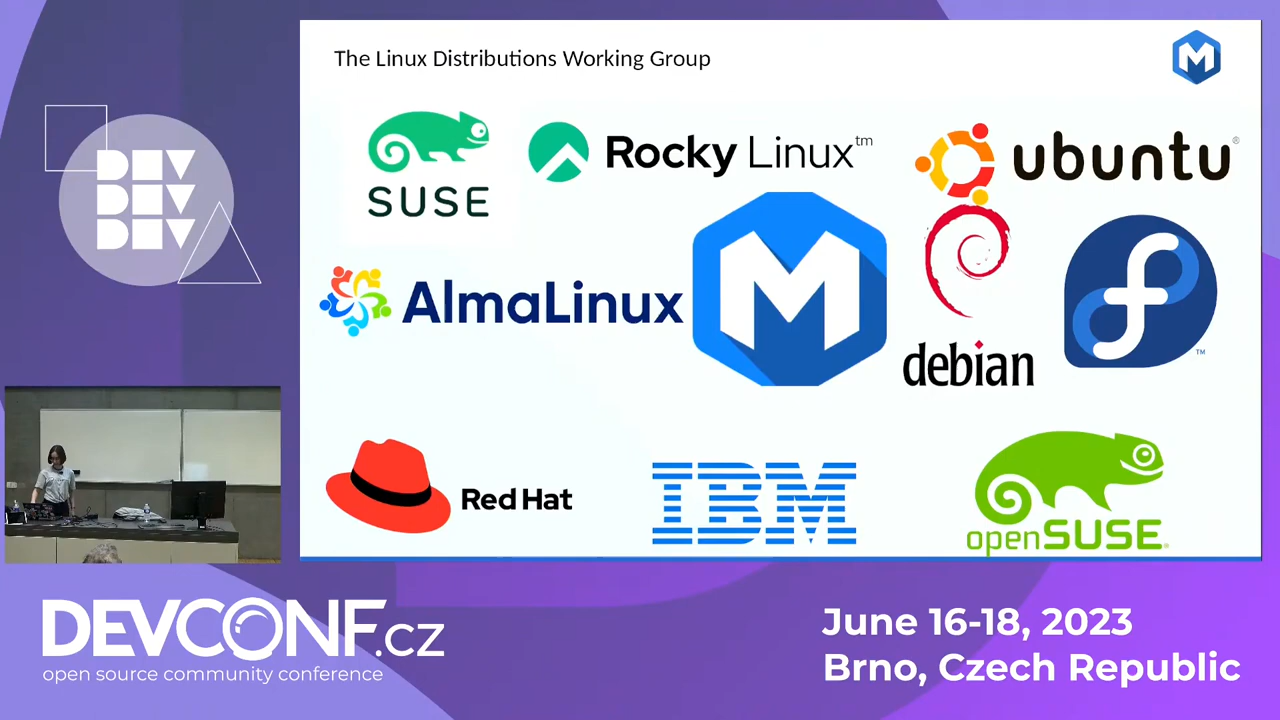 The Linux Distributions Working Group
M
SUSE
Rocky Linux™
ubuntu®
DEV
DEV
DEV
AlmaLinux
M
debian
f
™
Red Hat
IBM
openSUSE®
DEVCONF.cz
open source community conference
June 16-18, 2023
Brno, Czech Republic